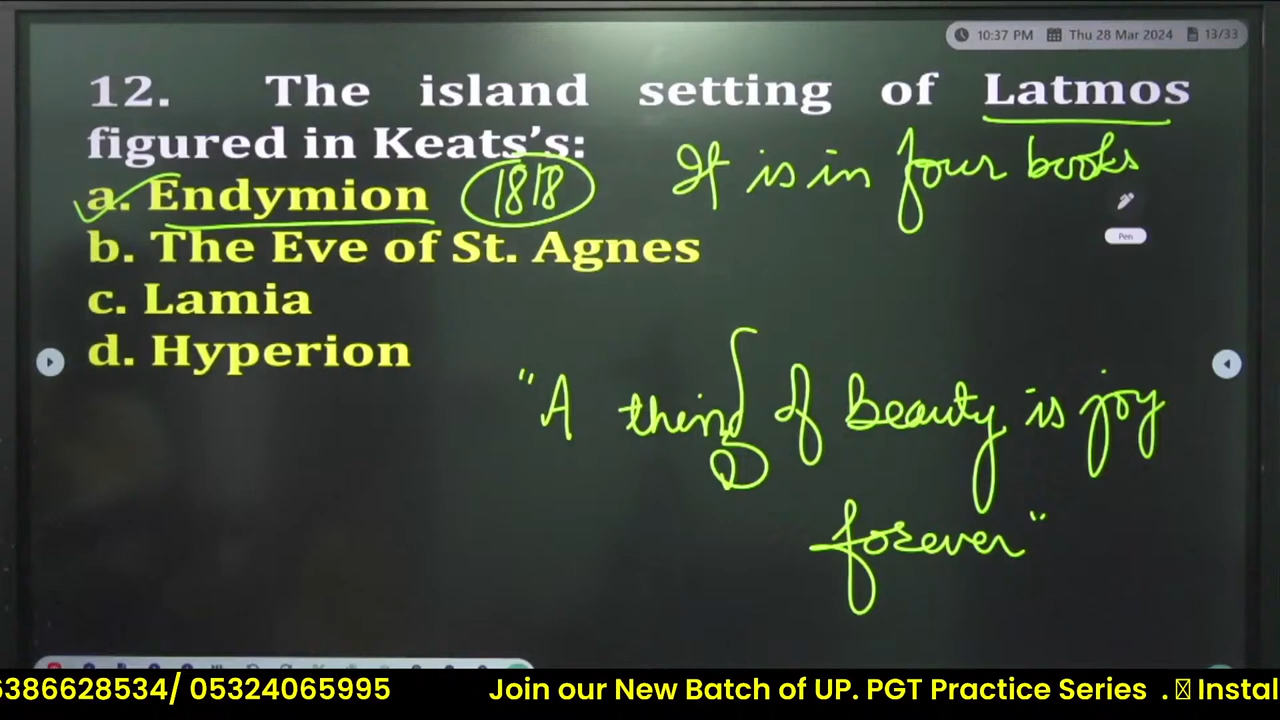 10:37 PM Thu 28 Mar 2024 13/33
12. The island setting of Latmos
figured in Keats's:
It is in four books
a. Endymion 1818
Pen
b. The Eve of St. Agnes
c. Lamia
d. Hyperion
"A thing of Beauty is joy
forever"
6386628534/ 05324065995 Join our New Batch of UP. PGT Practice Series . Instal